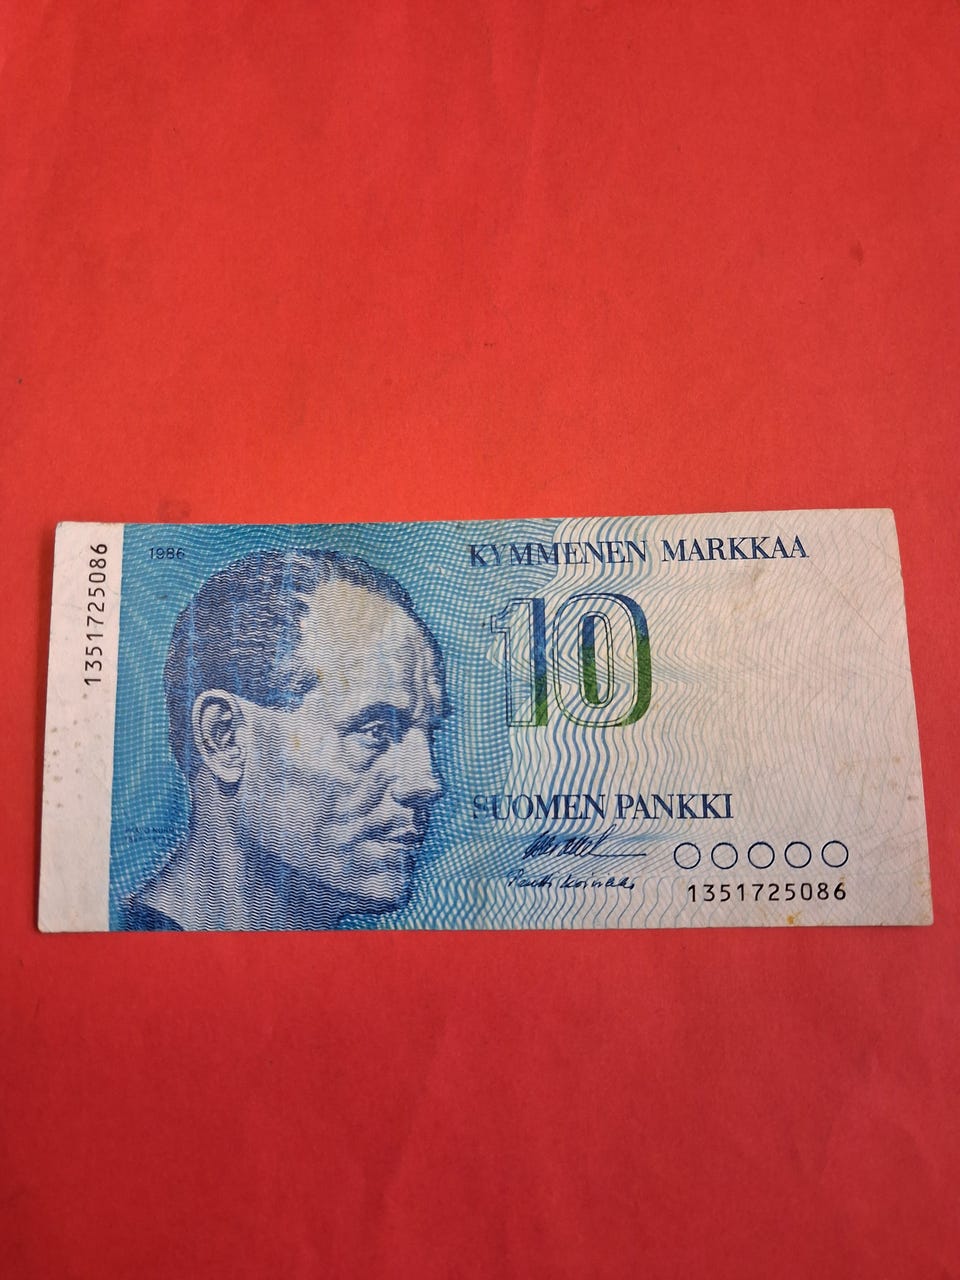 1351725086
1986
KYMMENEN MARKKAA
10
SUOMEN PANKKI
1351725086